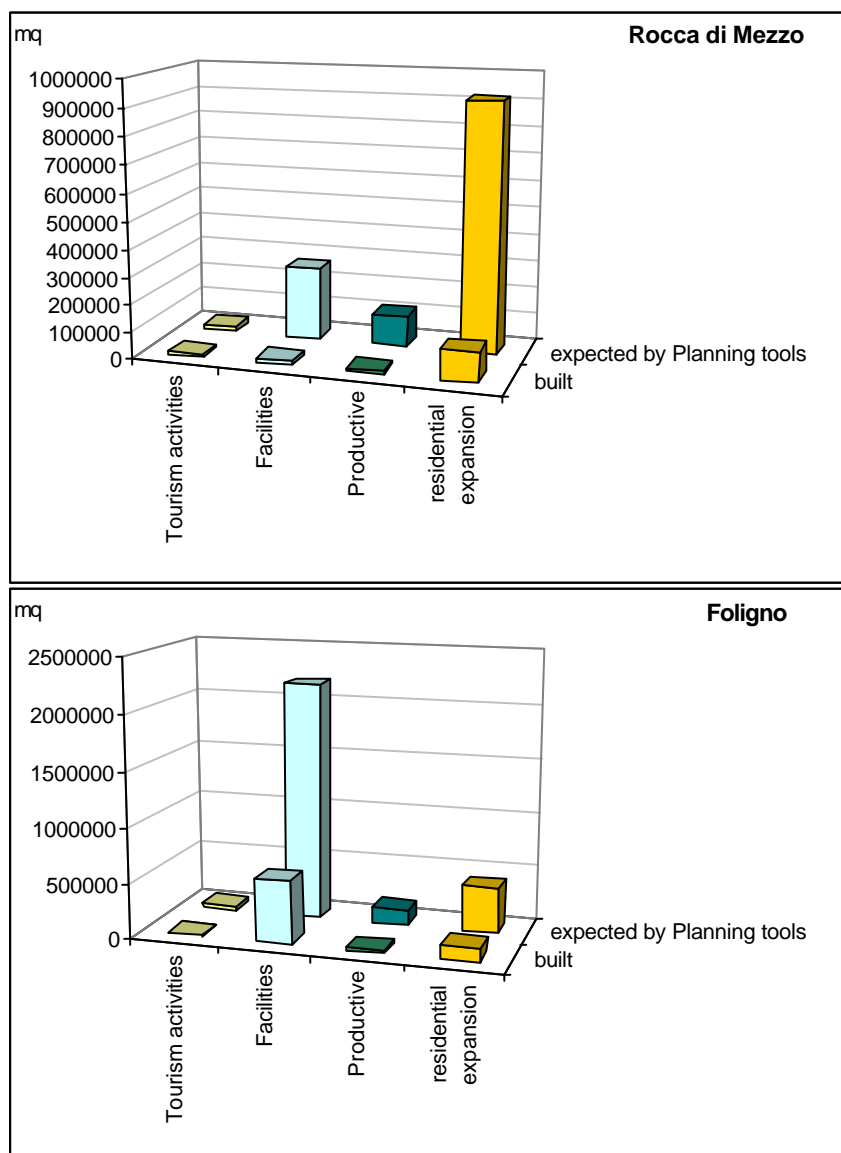 mq
Rocca di Mezzo
1000000
900000
800000
700000
600000
500000
400000
300000
200000
100000
0
expected by Planning tools
built
Tourism activities
Facilities
Productive
residential
expansion
mq
Foligno
2500000
2000000
1500000
1000000
500000
0
expected by Planning tools
built
Tourism activities
Facilities
Productive
residential
expansion